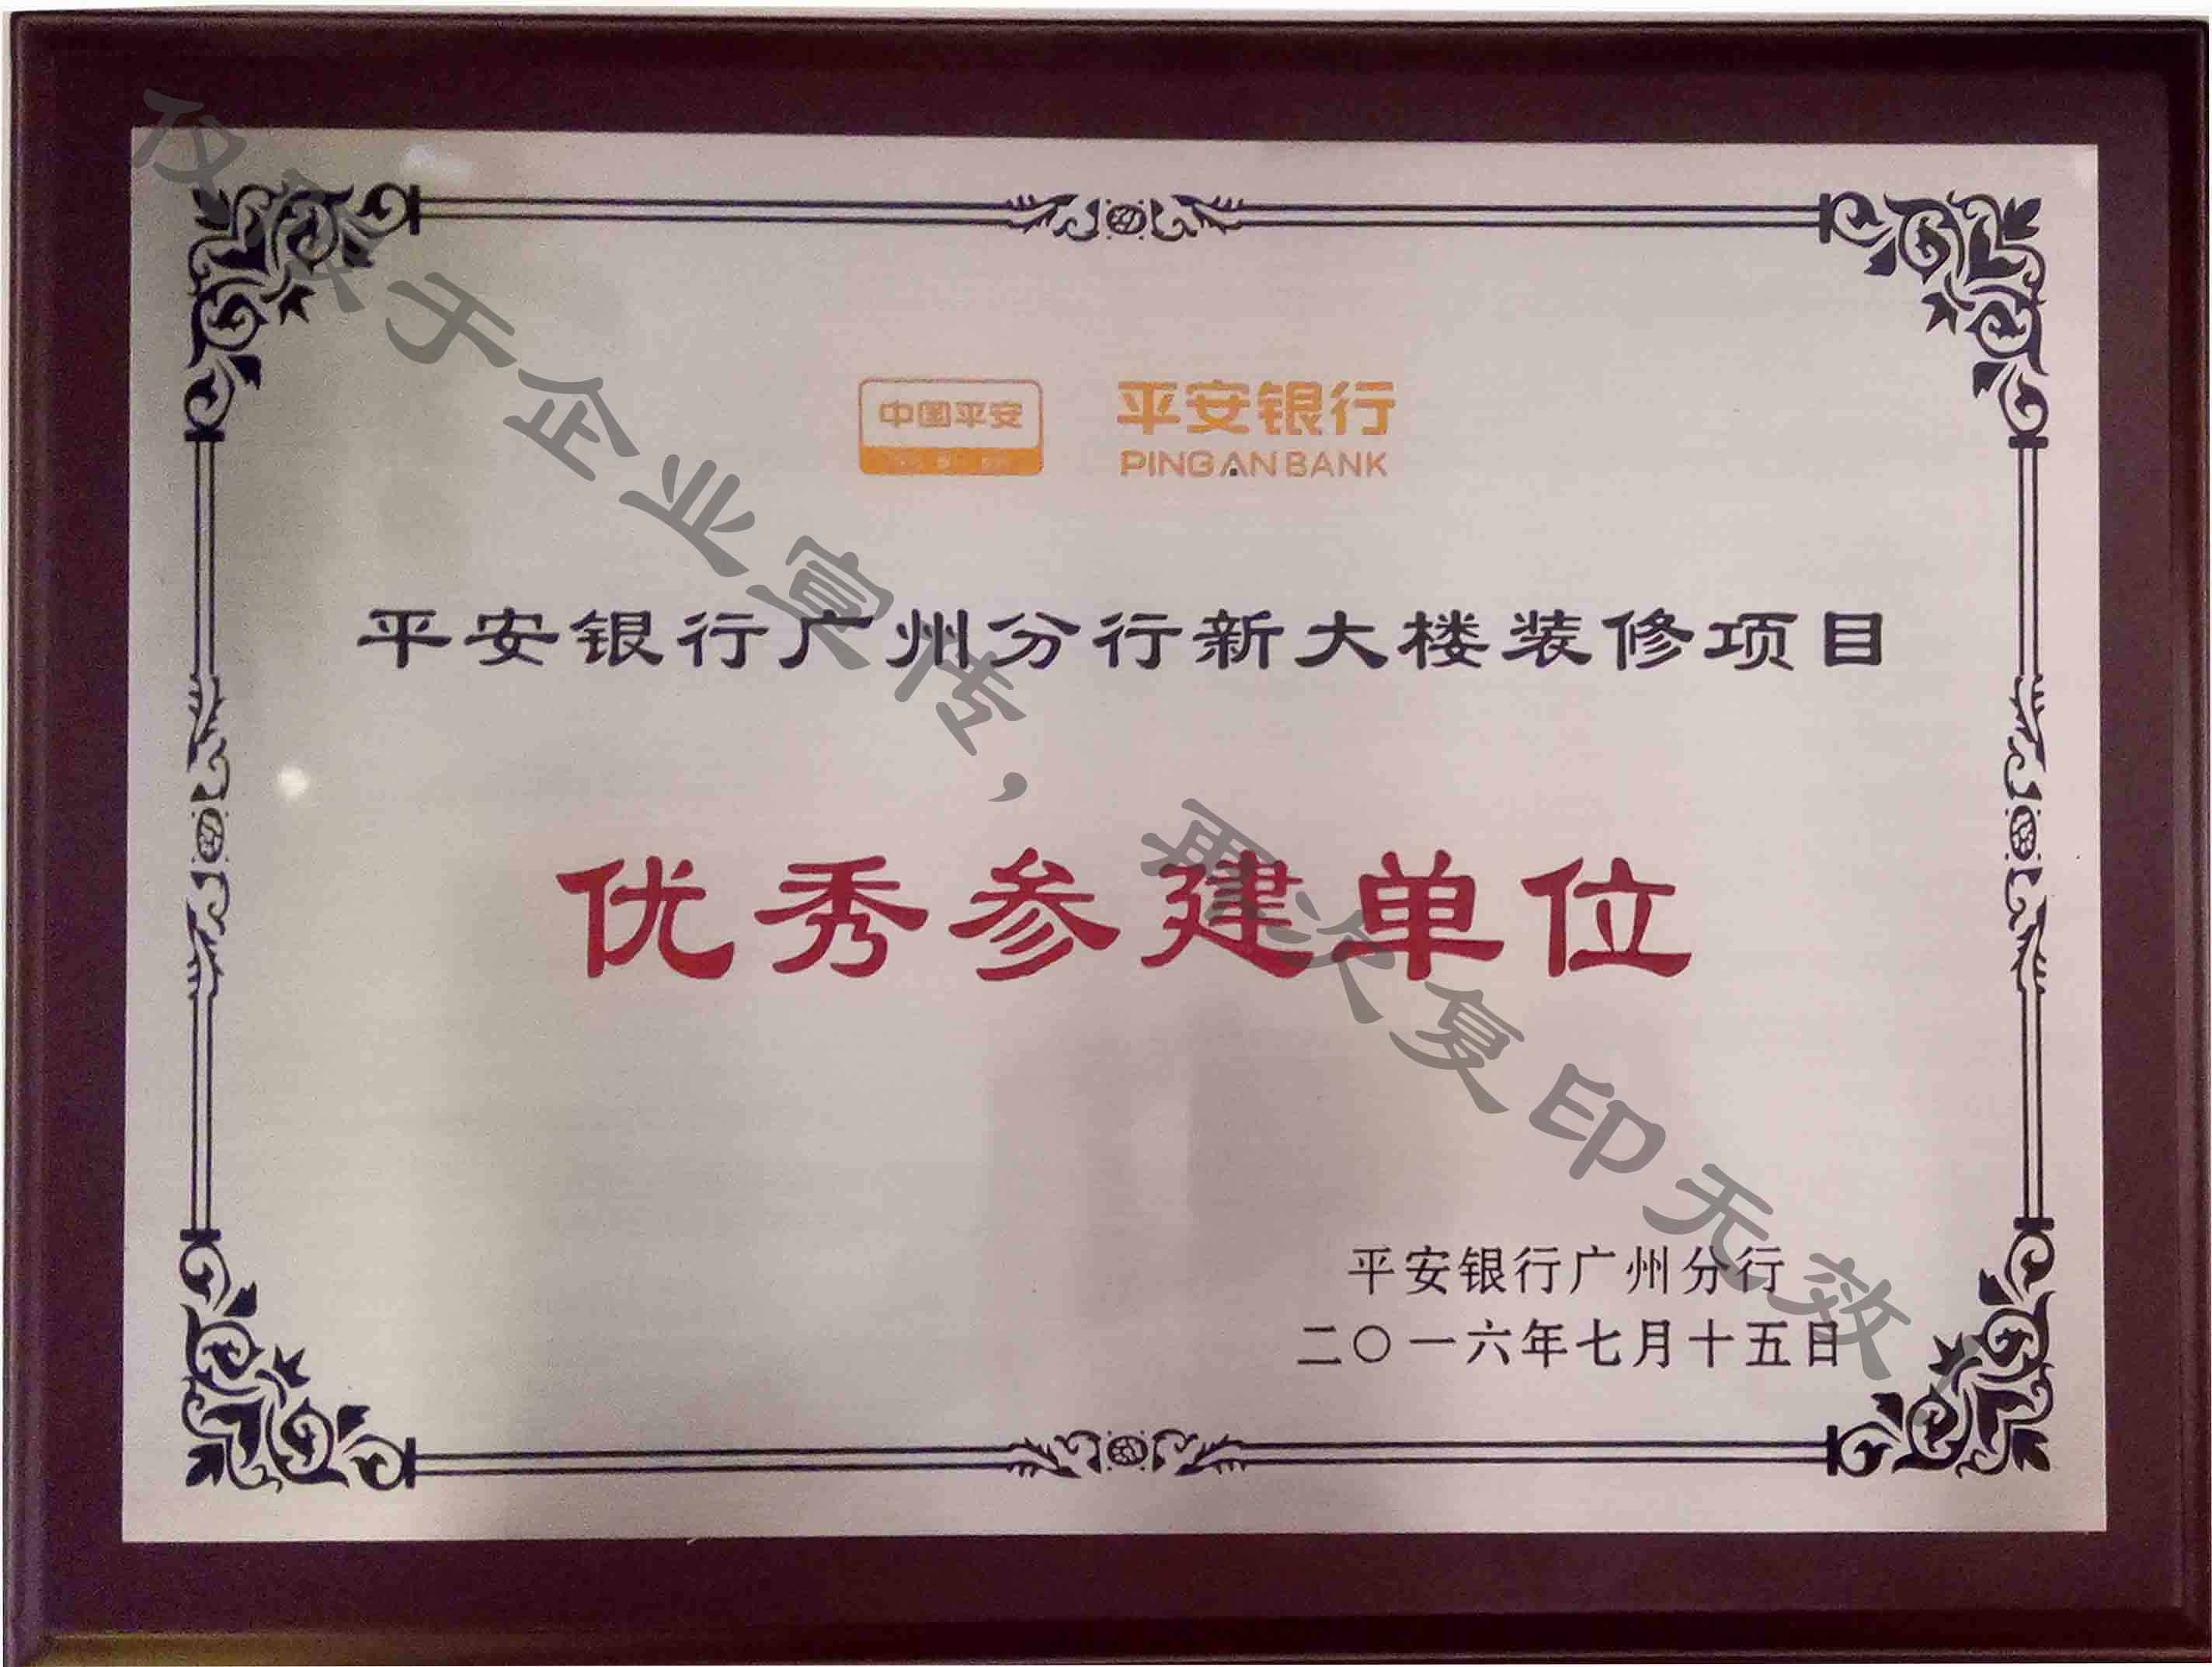 中国平安
平安银行
PING AN BANK
平安银行广州分行新大楼装修项目
优秀参建单位
平安银行广州分行
二〇一六年七月十五日
仅限于企业宣传，再次复印无效！